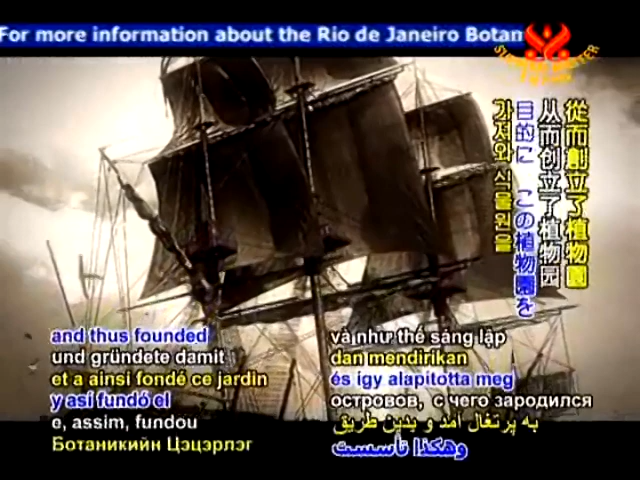 For more information about the Rio de Janeiro Botan
SUPREME MASTER
從而創立了植物園
从而创立了植物园
目的に この植物園を
가져와 식물원을
and thus founded
und gründete damit
et a ainsi fondé ce jardin
y así fundó el
e, assim, fundou
Ботаникийн Цэцэрлэг
và như thế sáng lập
dan mendirikan
és így alapította meg
островов, с чего зародился
به پرتغال آمد و بدین طریق
وهكذا تأسست